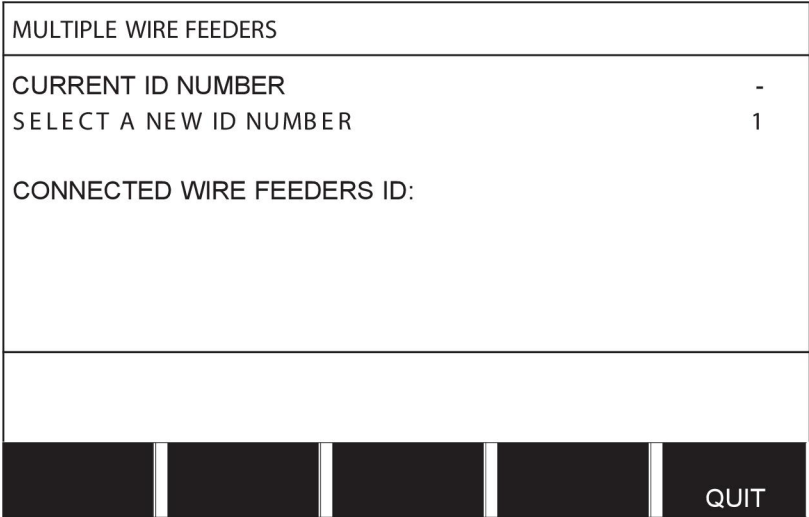 MULTIPLE WIRE FEEDERS
CURRENT ID NUMBER -
SELECT A NEW ID NUMBER 1
CONNECTED WIRE FEEDERS ID:
QUIT